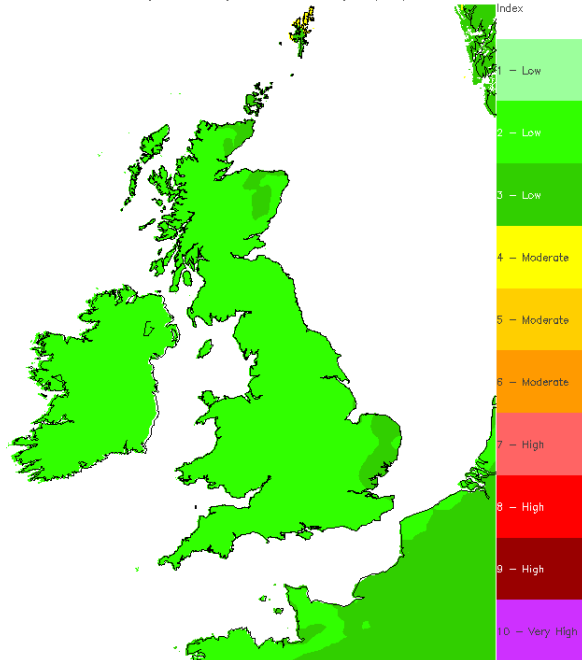 Index
1 - Low
2 - Low
3 - Low
4 - Moderate
5 - Moderate
6 - Moderate
7 - High
8 - High
9 - High
10 - Very High